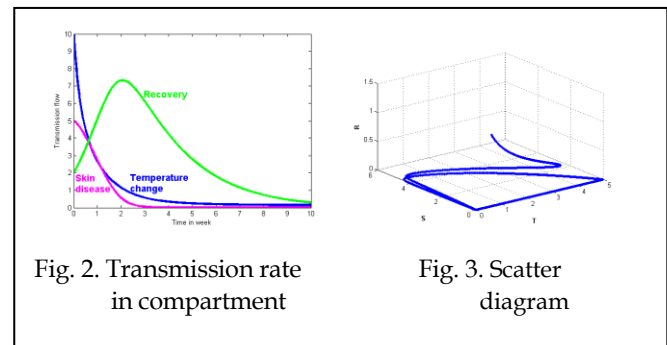 10
9
8
7
6
5
4
3
2
1
0
Transmission flow
Recovery
Skin
disease
Temperature
change
0 1 2 3 4 5 6 7 8 9 10
Time in week
1.5
1
0.5
0
R
6
4
2
0
S
0
1
2
3
4
5
T
Fig. 2. Transmission rate
in compartment
Fig. 3. Scatter
diagram